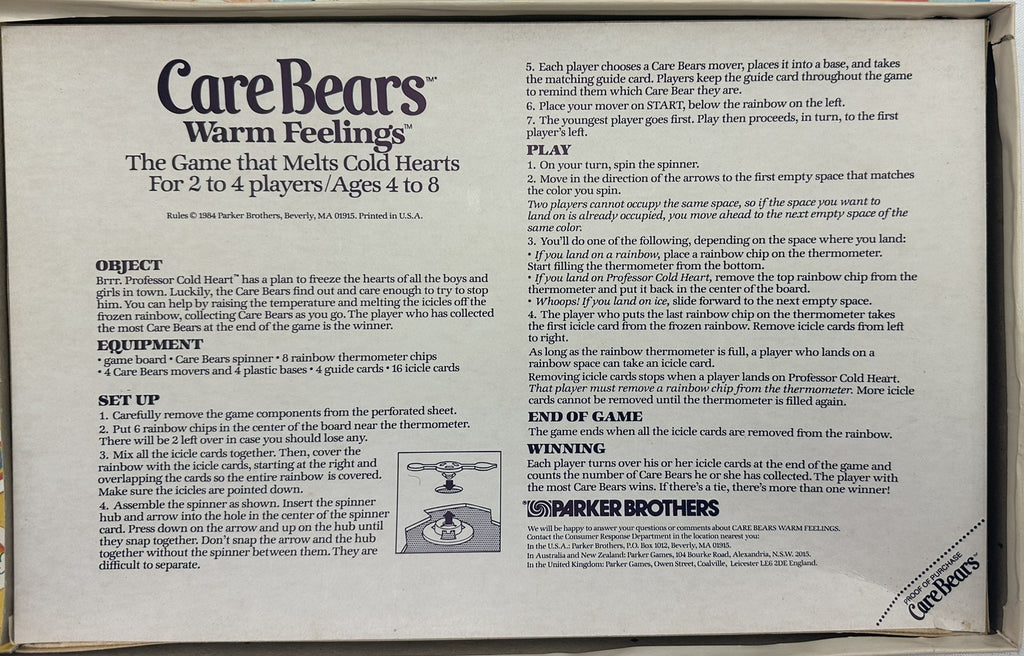 Care Bears™*
Warm Feelings™
The Game that Melts Cold Hearts
For 2 to 4 players/Ages 4 to 8
Rules © 1984 Parker Brothers, Beverly, MA 01915. Printed in U.S.A.
OBJECT
Brrr. Professor Cold Heart™ has a plan to freeze the hearts of all the boys and
girls in town. Luckily, the Care Bears find out and care enough to try to stop
him. You can help by raising the temperature and melting the icicles off the
frozen rainbow, collecting Care Bears as you go. The player who has collected
the most Care Bears at the end of the game is the winner.
EQUIPMENT
• game board • Care Bears spinner • 8 rainbow thermometer chips
• 4 Care Bears movers and 4 plastic bases • 4 guide cards • 16 icicle cards
SET UP
1. Carefully remove the game components from the perforated sheet.
2. Put 6 rainbow chips in the center of the board near the thermometer.
There will be 2 left over in case you should lose any.
3. Mix all the icicle cards together. Then, cover the
rainbow with the icicle cards, starting at the right and
overlapping the cards so the entire rainbow is covered.
Make sure the icicles are pointed down.
4. Assemble the spinner as shown. Insert the spinner
hub and arrow into the hole in the center of the spinner
card. Press down on the arrow and up on the hub until
they snap together. Don't snap the arrow and the hub
together without the spinner between them. They are
difficult to separate.
5. Each player chooses a Care Bears mover, places it into a base, and takes
the matching guide card. Players keep the guide card throughout the game
to remind them which Care Bear they are.
6. Place your mover on START, below the rainbow on the left.
7. The youngest player goes first. Play then proceeds, in turn, to the first
player's left.
PLAY
1. On your turn, spin the spinner.
2. Move in the direction of the arrows to the first empty space that matches
the color you spin.
Two players cannot occupy the same space, so if the space you want to
land on is already occupied, you move ahead to the next empty space of the
same color.
3. You'll do one of the following, depending on the space where you land:
• If you land on a rainbow, place a rainbow chip on the thermometer.
Start filling the thermometer from the bottom.
• If you land on Professor Cold Heart, remove the top rainbow chip from the
thermometer and put it back in the center of the board.
• Whoops! If you land on ice, slide forward to the next empty space.
4. The player who puts the last rainbow chip on the thermometer takes
the first icicle card from the frozen rainbow. Remove icicle cards from left
to right.
As long as the rainbow thermometer is full, a player who lands on a
rainbow space can take an icicle card.
Removing icicle cards stops when a player lands on Professor Cold Heart.
That player must remove a rainbow chip from the thermometer. More icicle
cards cannot be removed until the thermometer is filled again.
END OF GAME
The game ends when all the icicle cards are removed from the rainbow.
WINNING
Each player turns over his or her icicle cards at the end of the game and
counts the number of Care Bears he or she has collected. The player with
the most Care Bears wins. If there's a tie, there's more than one winner!
PARKER BROTHERS
We will be happy to answer your questions or comments about CARE BEARS WARM FEELINGS.
Contact the Consumer Response Department in the location nearest you:
In the U.S.A.: Parker Brothers, P.O. Box 1012, Beverly, MA 01915.
In Australia and New Zealand: Parker Games, 104 Bourke Road, Alexandria, N.S.W. 2015.
In the United Kingdom: Parker Games, Owen Street, Coalville, Leicester LE6 2DE England.
PROOF OF PURCHASE
Care Bears™